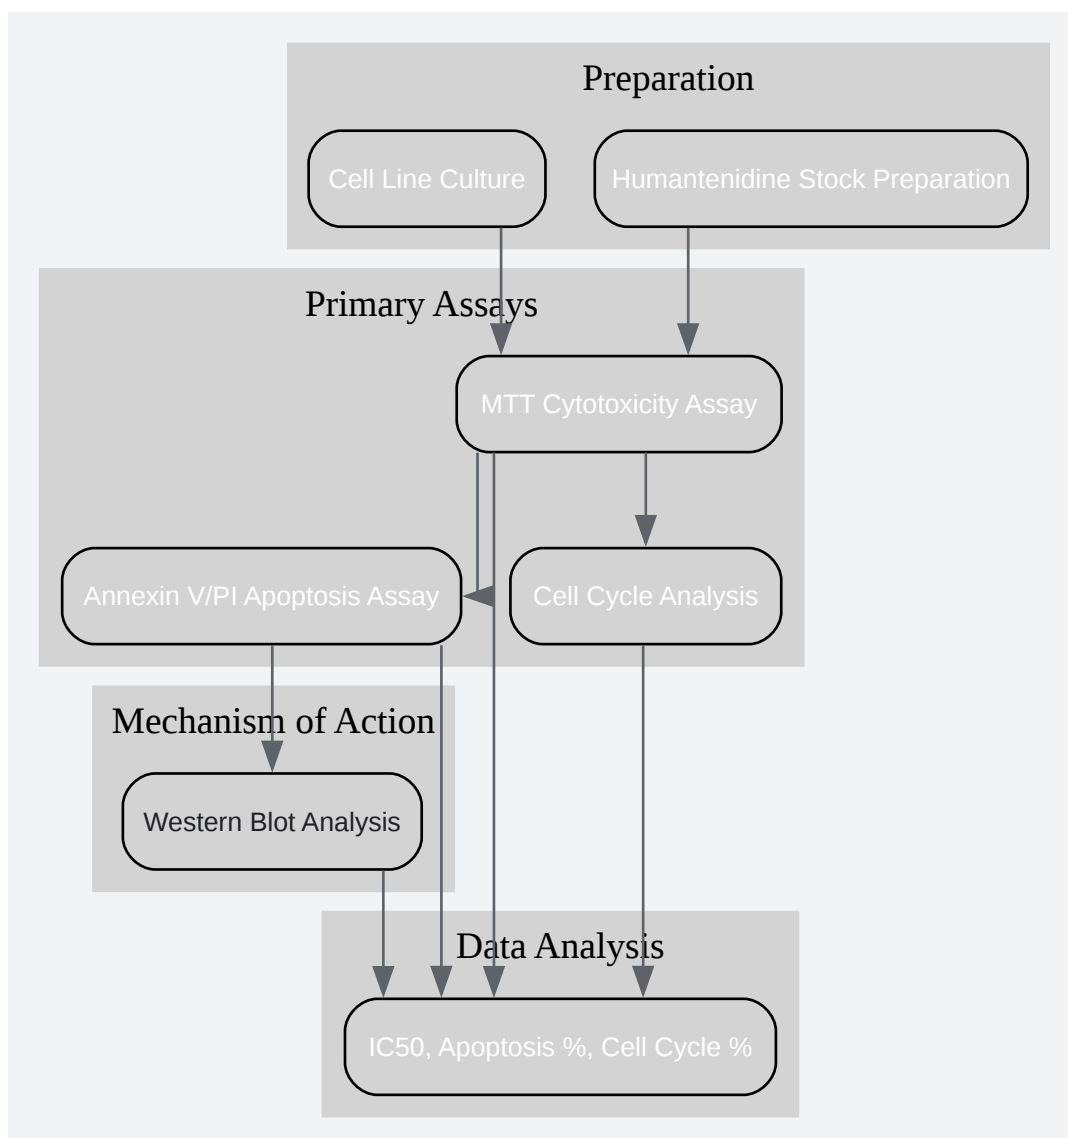 Preparation
Cell Line Culture
Humantenidine Stock Preparation
Primary Assays
MTT Cytotoxicity Assay
Annexin V/PI Apoptosis Assay
Cell Cycle Analysis
Mechanism of Action
Western Blot Analysis
Data Analysis
IC50, Apoptosis %, Cell Cycle %